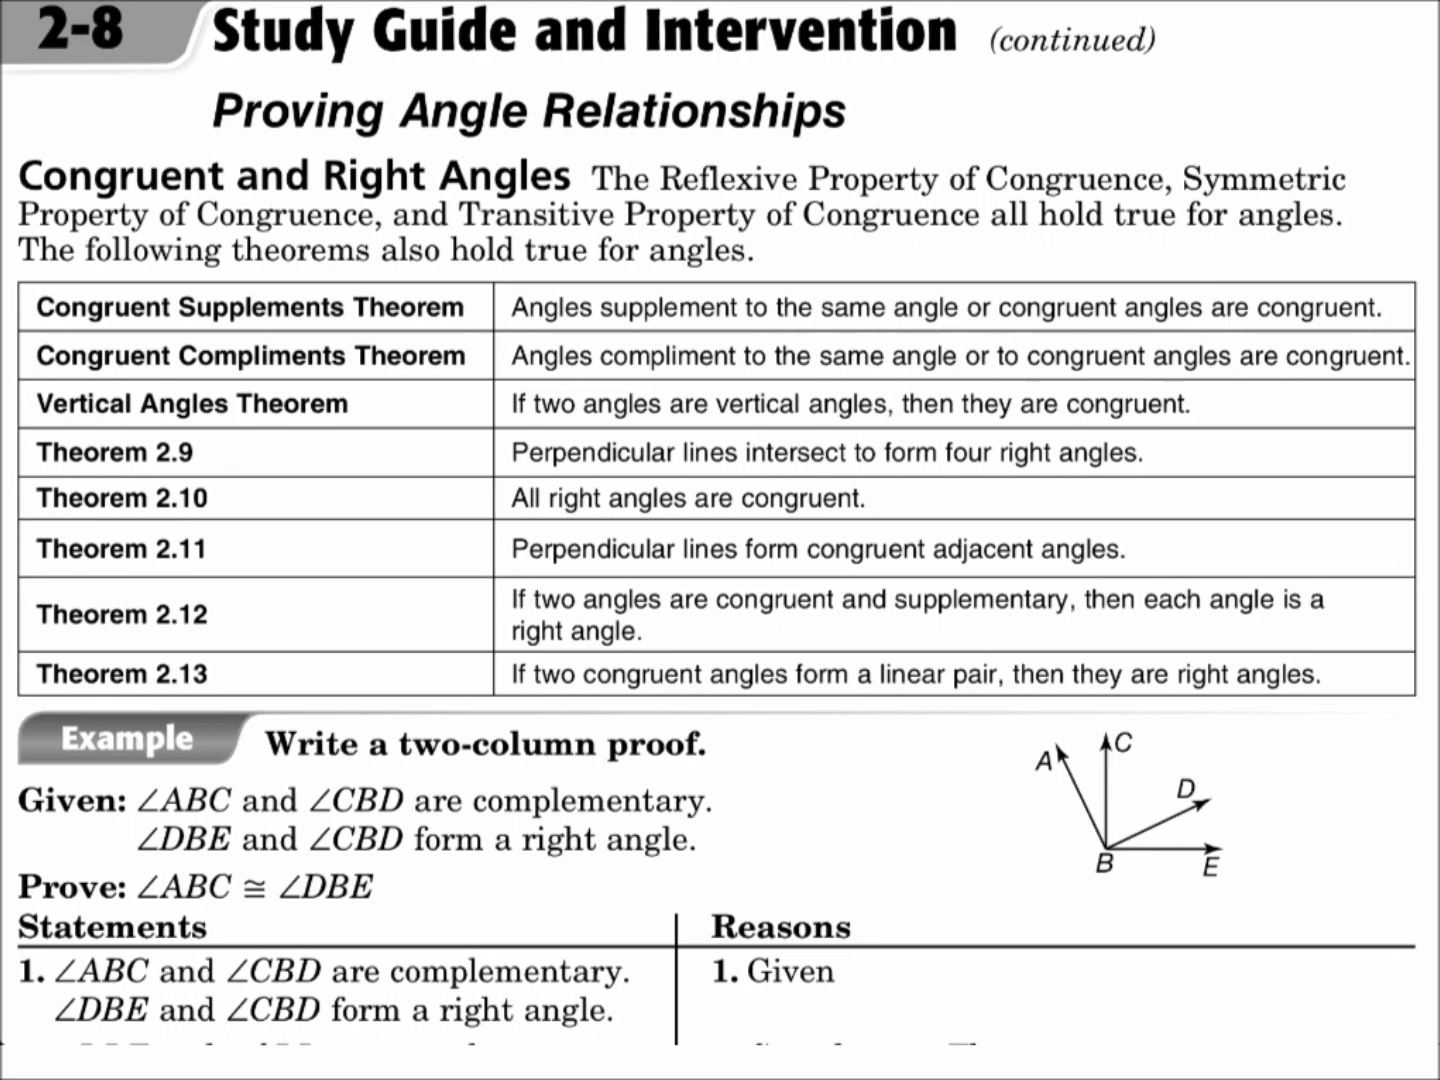 2-8 Study Guide and Intervention (continued)
Proving Angle Relationships
Congruent and Right Angles The Reflexive Property of Congruence, Symmetric
Property of Congruence, and Transitive Property of Congruence all hold true for angles.
The following theorems also hold true for angles.
Congruent Supplements Theorem Angles supplement to the same angle or congruent angles are congruent.
Congruent Compliments Theorem Angles compliment to the same angle or to congruent angles are congruent.
Vertical Angles Theorem If two angles are vertical angles, then they are congruent.
Theorem 2.9 Perpendicular lines intersect to form four right angles.
Theorem 2.10 All right angles are congruent.
Theorem 2.11 Perpendicular lines form congruent adjacent angles.
Theorem 2.12 If two angles are congruent and supplementary, then each angle is a
right angle.
Theorem 2.13 If two congruent angles form a linear pair, then they are right angles.
Example Write a two-column proof.
Given: ∠ABC and ∠CBD are complementary.
∠DBE and ∠CBD form a right angle.
Prove: ∠ABC ≅ ∠DBE
A
C
D
B
E
Statements Reasons
1. ∠ABC and ∠CBD are complementary. 1. Given
∠DBE and ∠CBD form a right angle.